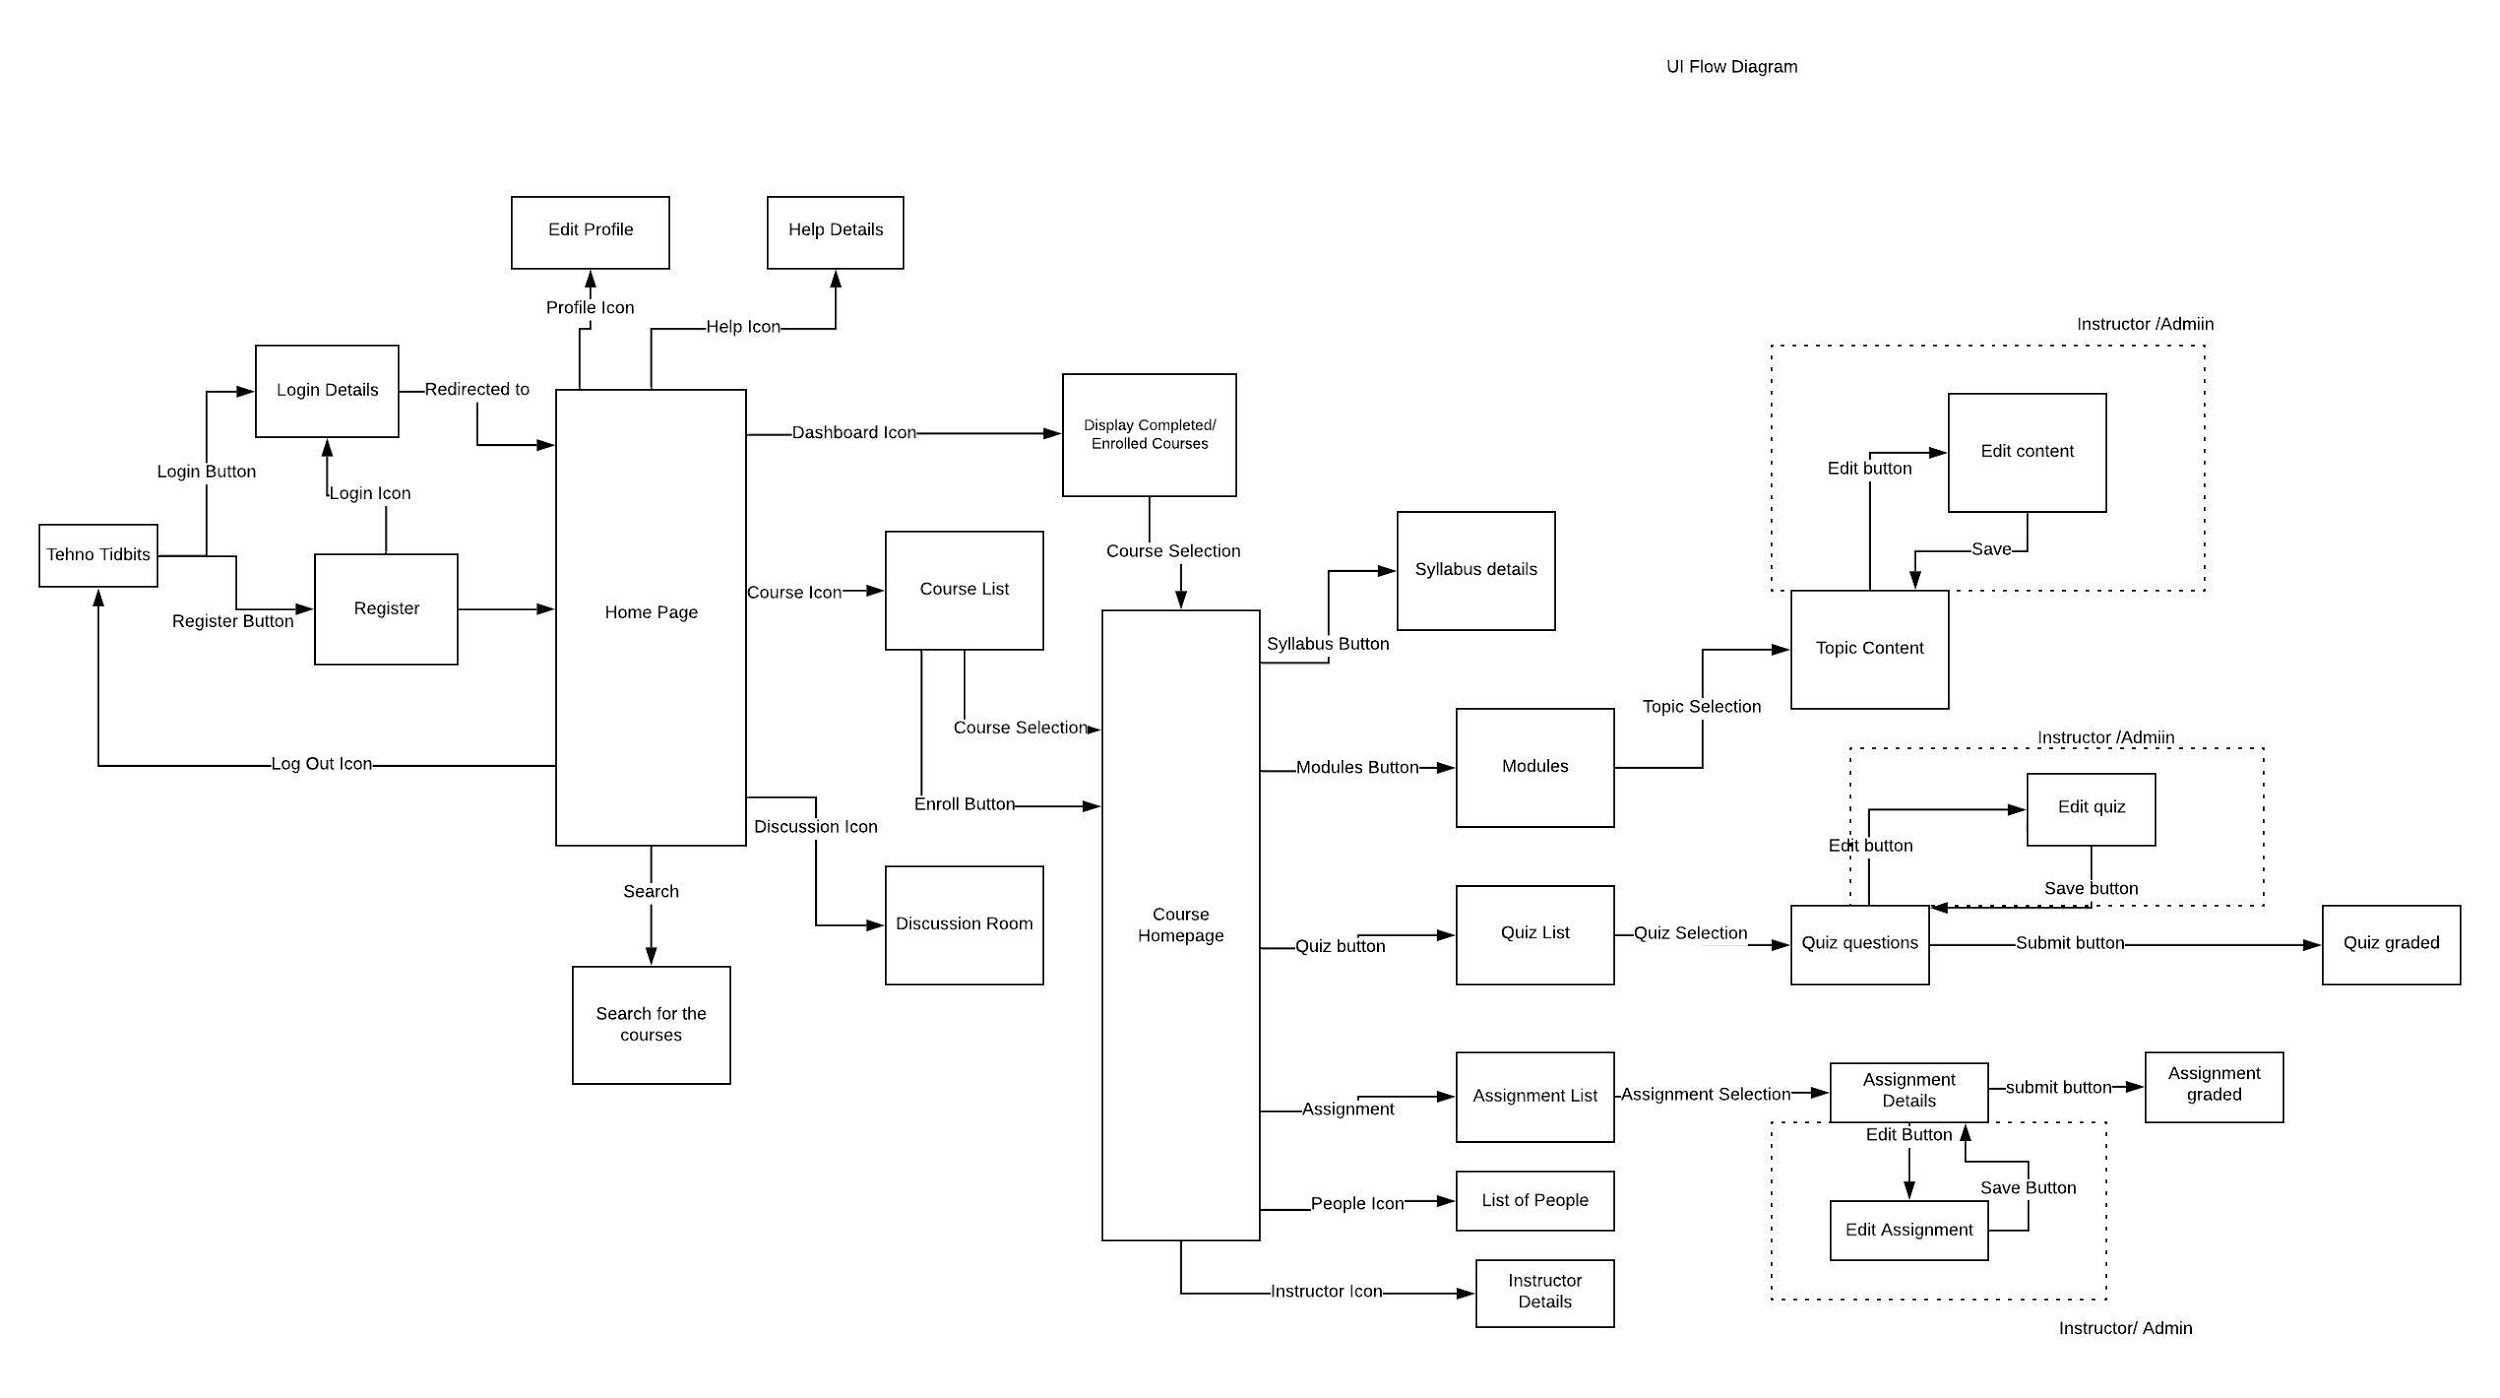 UI Flow Diagram
Edit Profile
Help Details
Profile Icon
Help Icon
Instructor /Admiin
Login Details
Redirected to
Dashboard Icon
Display Completed/
Enrolled Courses
Edit content
Edit button
Login Button
Login Icon
Course Selection
Save
Tehno Tidbits
Syllabus details
Course Icon
Course List
Register
Register Button
Home Page
Syllabus Button
Topic Content
Topic Selection
Course Selection
Instructor /Admiin
Log Out Icon
Modules Button
Modules
Enroll Button
Edit quiz
Discussion Icon
Edit button
Search
Save button
Discussion Room
Course
Homepage
Quiz button
Quiz List
Quiz Selection
Quiz questions
Submit button
Quiz graded
Search for the
courses
Assignment
Assignment List
Assignment Selection
Assignment
Details
submit button
Assignment
graded
Edit Button
Save Button
People Icon
List of People
Edit Assignment
Instructor Icon
Instructor
Details
Instructor/ Admin